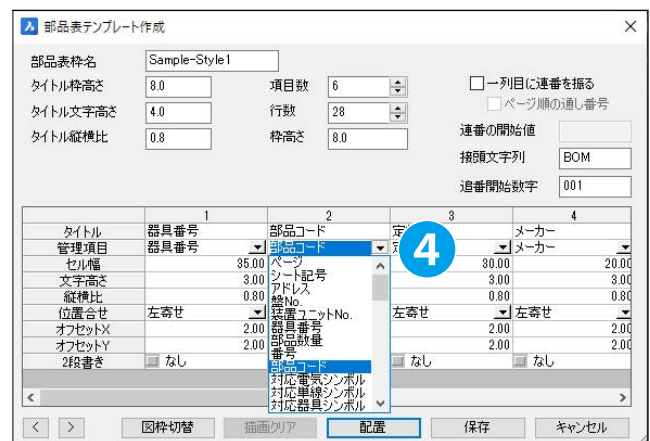 部品表テンプレート作成
部品表枠名 Sample-Style1
タイトル枠高さ 8.0 項目数 6 一列目に連番を振る
ページ順の通し番号
タイトル文字高さ 4.0 行数 28
タイトル縦横比 0.8 枠高さ 8.0 連番の開始値
接頭文字列 BOM
追番開始数字 001
1 2 3 4
タイトル 器具番号 部品コード メーカー
管理項目 器具番号 部品コード メーカー
セル幅 35.00 30.00 20.00
文字高さ 3.00 3.00 3.00
縦横比 0.80 0.80 0.80
位置合せ 左寄せ 左寄せ 左寄せ
オフセットX 2.00 2.00 2.00
オフセットY 2.00 2.00 2.00
2段書き なし なし なし
ページ
シート記号
アドレス
盤No.
装置ユニットNo.
器具番号
部品数量
番号
部品コード
対応電気シンボル
対応単線シンボル
対応器具シンボル
4
< > 図枠切替 描画クリア 配置 保存 キャンセル